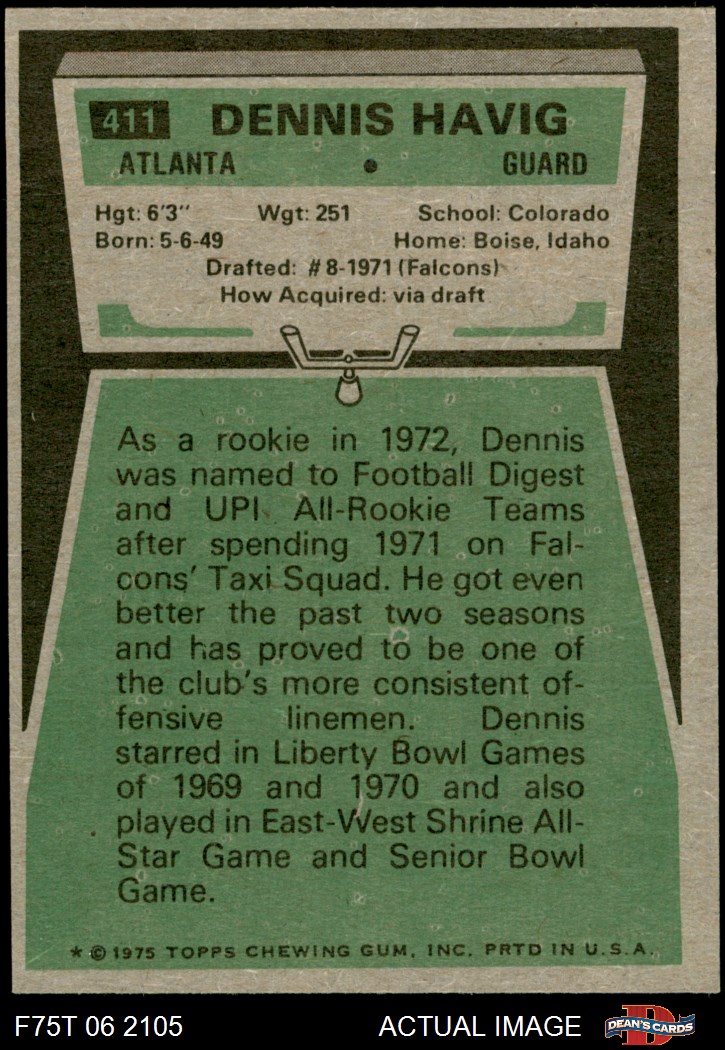 411 DENNIS HAVIG
ATLANTA • GUARD
Hgt: 6'3" Wgt: 251 School: Colorado
Born: 5-6-49 Home: Boise, Idaho
Drafted: #8-1971 (Falcons)
How Acquired: via draft
As a rookie in 1972, Dennis
was named to Football Digest
and UPI All-Rookie Teams
after spending 1971 on Fal-
cons' Taxi Squad. He got even
better the past two seasons
and has proved to be one of
the club's more consistent of-
fensive linemen. Dennis
starred in Liberty Bowl Games
of 1969 and 1970 and also
played in East-West Shrine All-
Star Game and Senior Bowl
Game.
* © 1975 TOPPS CHEWING GUM, INC. PRTD IN U.S.A.
F75T 06 2105 ACTUAL IMAGE D DEAN'S CARDS